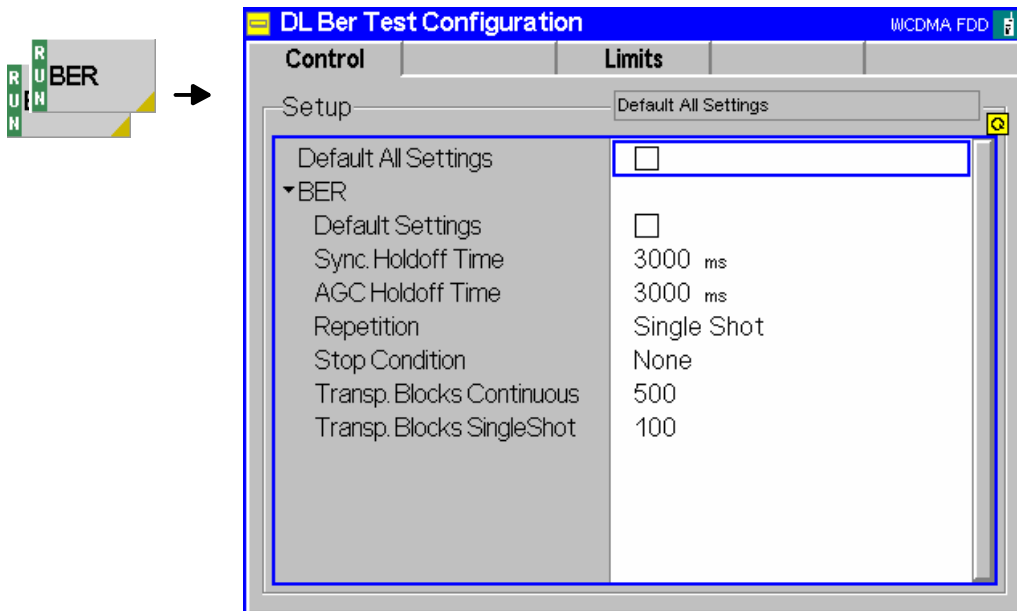 DL Ber Test Configuration WCDMA FDD
RUN
RUN BER
Control Limits
Setup Default All Settings
Default All Settings
BER
Default Settings
Sync. Holdoff Time 3000 ms
AGC Holdoff Time 3000 ms
Repetition Single Shot
Stop Condition None
Transp. Blocks Continuous 500
Transp. Blocks SingleShot 100